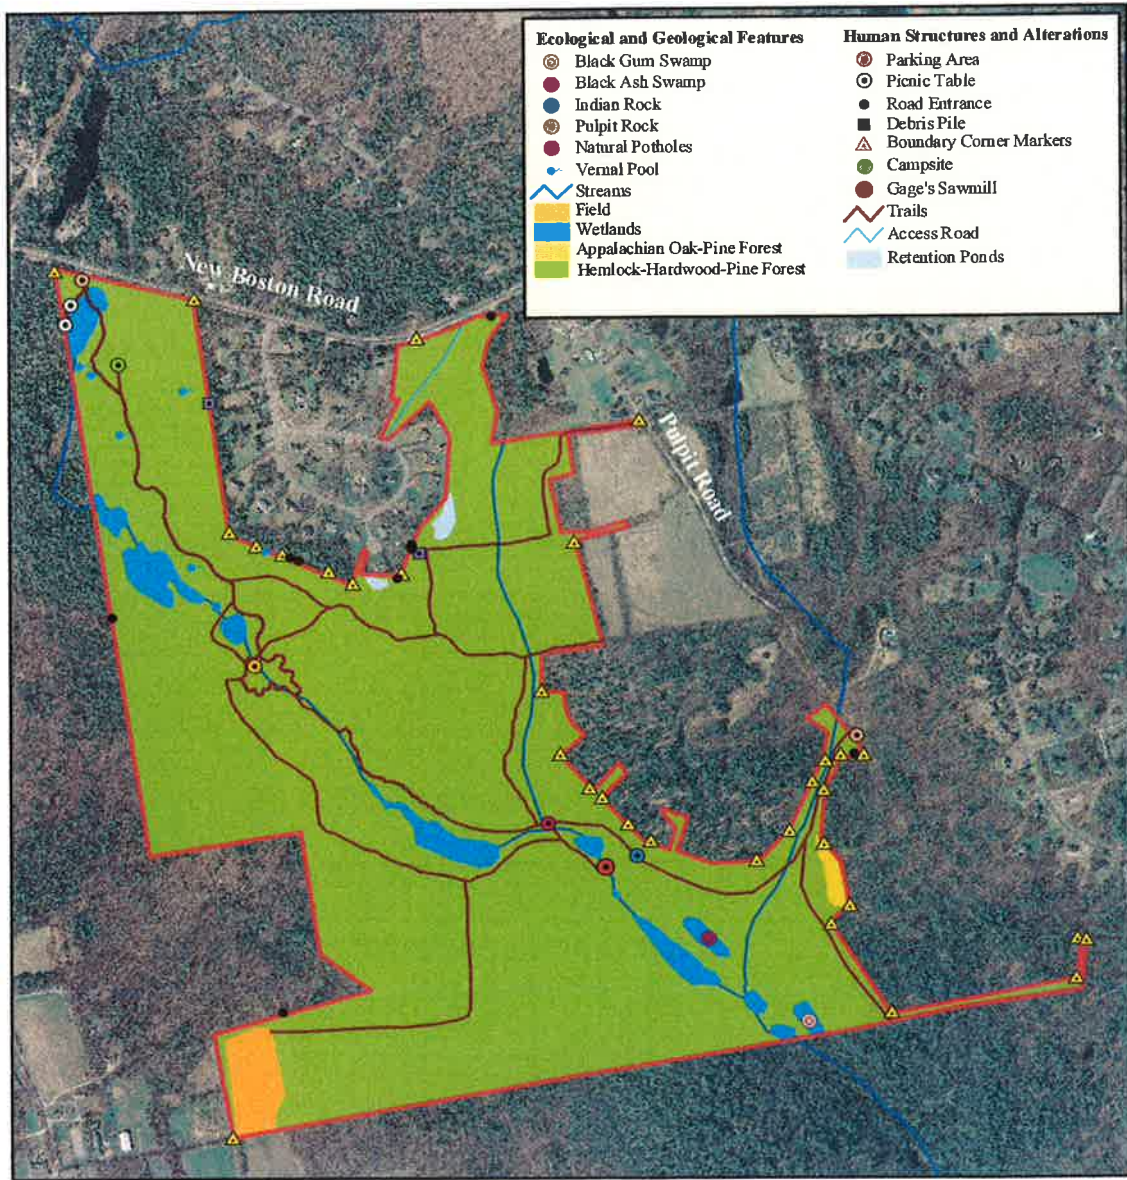 Ecological and Geological Features
Black Gum Swamp
Black Ash Swamp
Indian Rock
Pulpit Rock
Natural Potholes
Vernal Pool
Streams
Field
Wetlands
Appalachian Oak-Pine Forest
Hemlock-Hardwood-Pine Forest
Human Structures and Alterations
Parking Area
Picnic Table
Road Entrance
Debris Pile
Boundary Corner Markers
Campsite
Gage's Sawmill
Trails
Access Road
Retention Ponds
New Boston Road
Pulpit Road